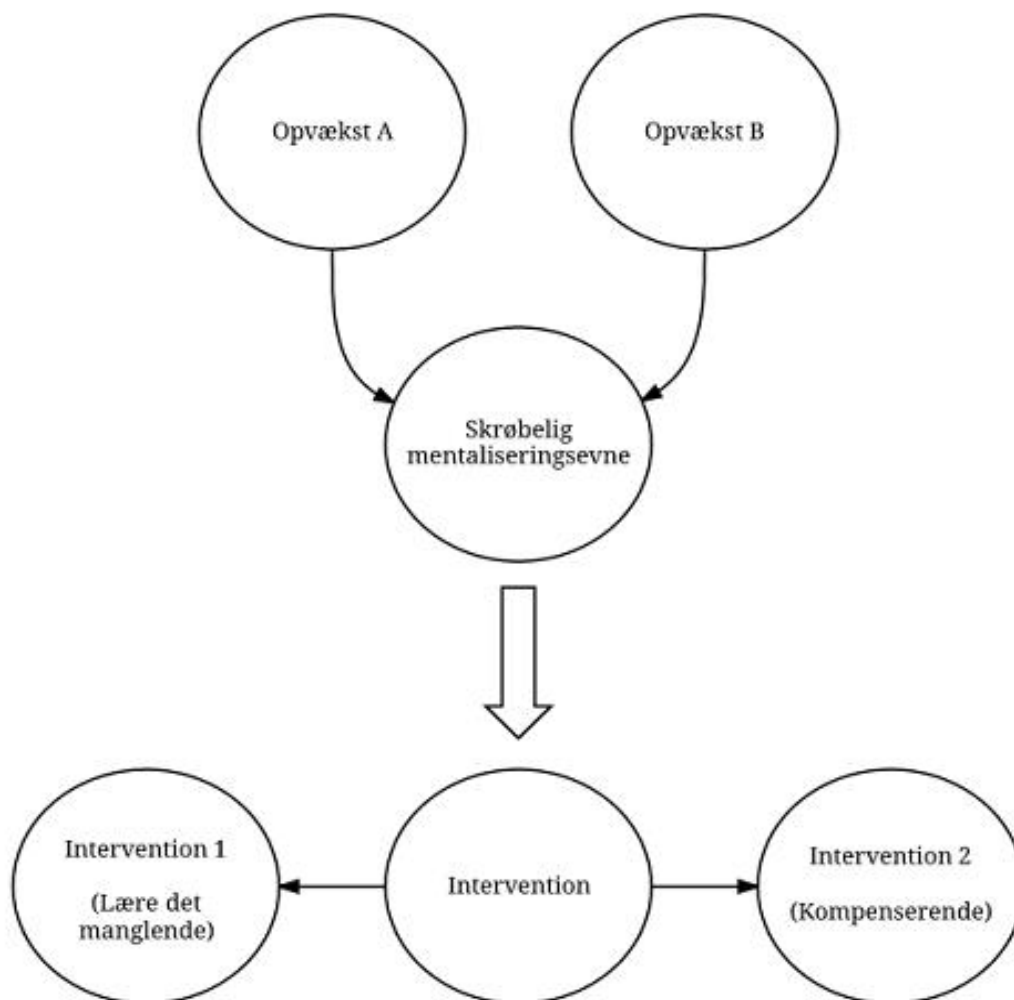 Opvækst A
Opvækst B
Skrøbelig
mentaliseringsevne
Intervention 1
(Lære det
manglende)
Intervention
Intervention 2
(Kompenserende)